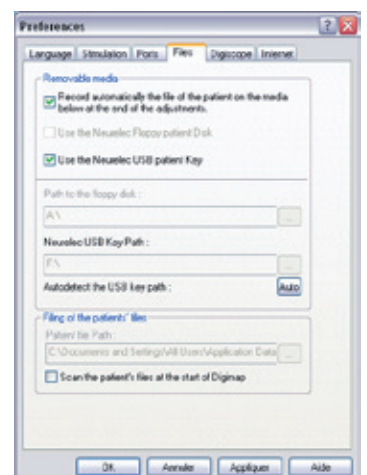 Preferences
Language Stimulation Ports Files Digiscope Internet
Removable media
Record automatically the file of the patient on the media
below at the end of the adjustments.
Use the Neurelec Floppy patient Disk
Use the Neurelec USB patient Key
Path to the floppy disk :
A:\
...
Neurelec USB Key Path :
F:\
...
Autodetect the USB key path :
Auto
Filing of the patients' files
Patient file Path :
C:\Documents and Settings\All Users\Application Data
...
Scan the patient's files at the start of Digimap
OK Annuler Appliquer Aide